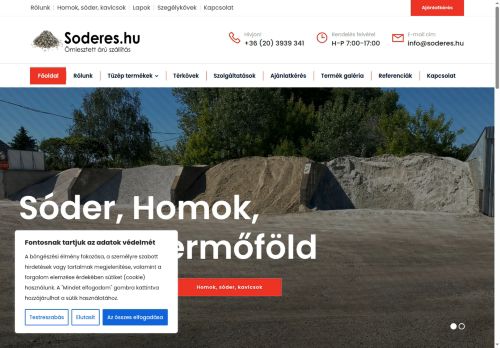 Rólunk Homok, sóder, kavicsok Lapok Szegélykövek Kapcsolat
Ajánlatkérés
Soderes.hu
Ömlesztett árú szállítás
Hívjon!
+36 (20) 3939 341
Rendelés felvétel
H-P 7:00-17:00
E-mail cím:
info@soderes.hu
Főoldal Rólunk Tüzép termékek Térkövek Szolgáltatások Ajánlatkérés Termék galéria Referenciák Kapcsolat
Sóder, Homok,
ermőföld
Homok, sóder, kavicsok
Fontosnak tartjuk az adatok védelmét
A böngészési élmény fokozása, a személyre szabott
hirdetések vagy tartalmak megjelenítése, valamint a
forgalom elemzése érdekében sütiket (cookie)
használunk. A "Mindet elfogadom" gombra kattintva
hozzájárulhat a sütik használatához.
Testreszabás Elutasít Az összes elfogadása